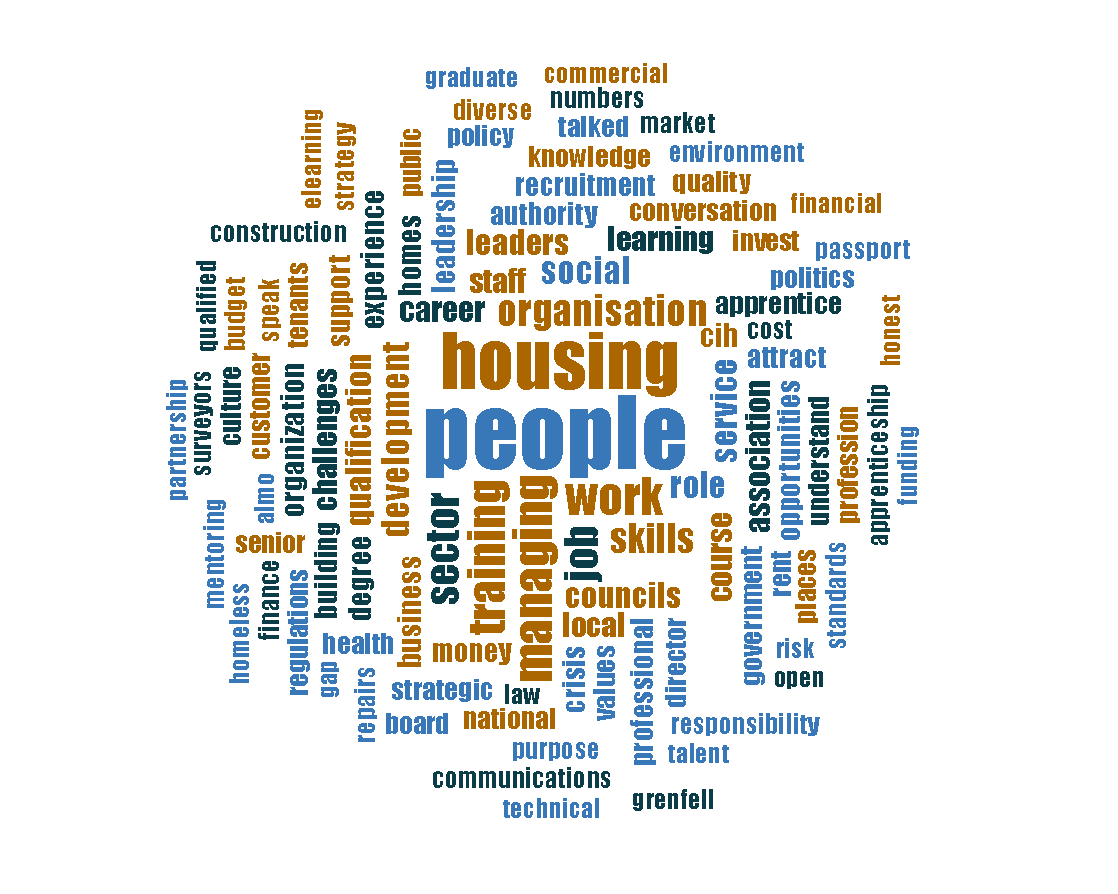 graduate
commercial
diverse
numbers
policy
talked
market
elearning
strategy
public
leadership
knowledge
environment
recruitment
quality
authority
conversation
financial
construction
experience
homes
leaders
learning
invest
passport
qualified
budget
speak
tenants
support
staff
social
politics
career
organisation
apprentice
honest
cih
cost
housing
attract
partnership
surveyors
culture
customer
organization
challenges
qualification
development
people
service
association
opportunities
understand
profession
apprenticeship
funding
mentoring
almo
senior
building
degree
sector
training
managing
work
role
job
skills
course
homeless
finance
regulations
business
councils
local
government
rent
places
standards
health
gap
repairs
money
crisis
values
professional
director
risk
open
strategic
law
board
national
responsibility
purpose
talent
communications
technical
grenfell